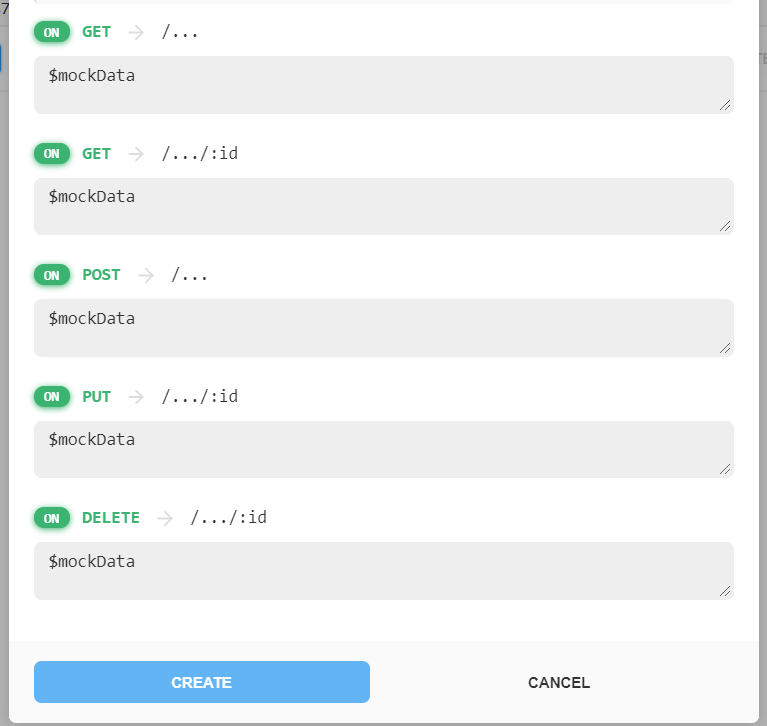 ON GET → /...
$mockData
ON GET → /.../:id
$mockData
ON POST → /...
$mockData
ON PUT → /.../:id
$mockData
ON DELETE → /.../:id
$mockData
CREATE CANCEL